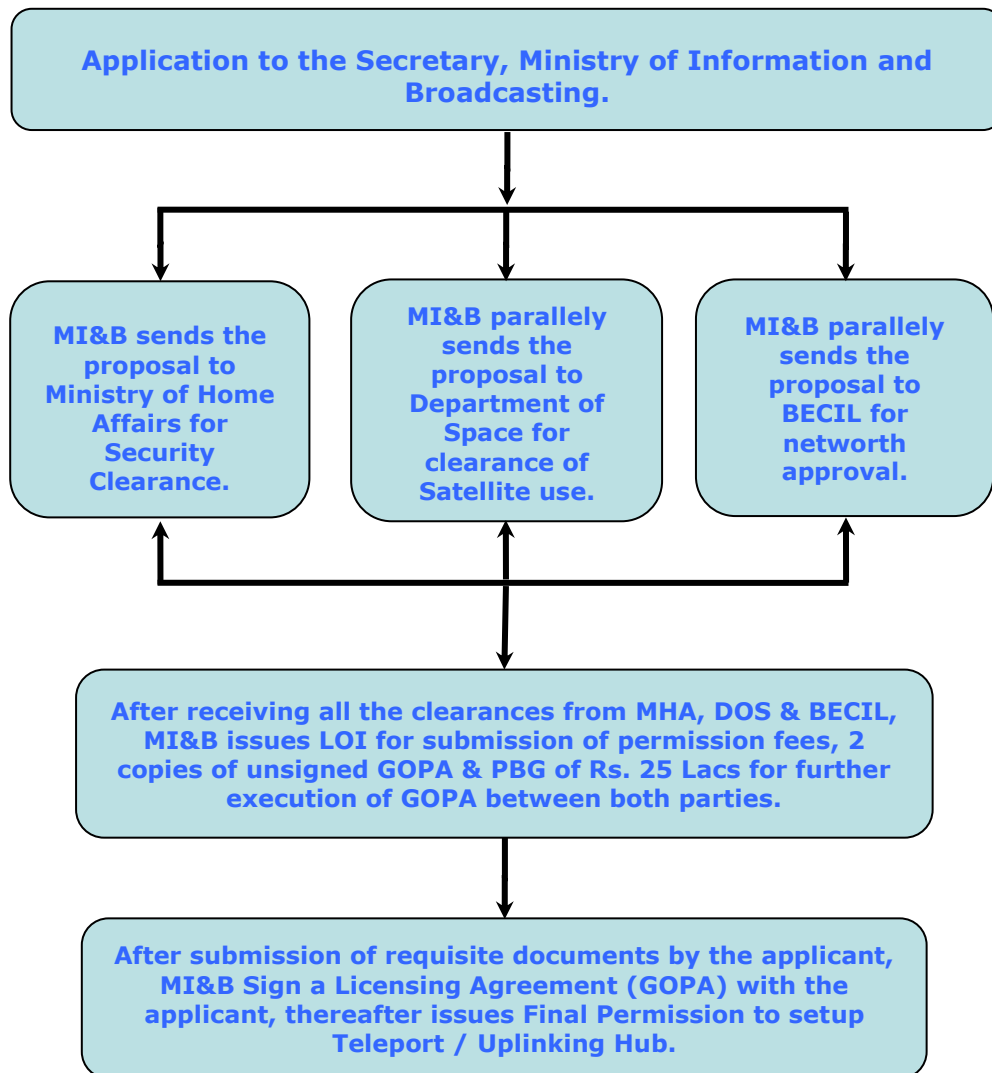 Application to the Secretary, Ministry of Information and
Broadcasting.
MI&B sends the
proposal to
Ministry of Home
Affairs for
Security
Clearance.
MI&B parallely
sends the
proposal to
Department of
Space for
clearance of
Satellite use.
MI&B parallely
sends the
proposal to
BECIL for
networth
approval.
After receiving all the clearances from MHA, DOS & BECIL,
MI&B issues LOI for submission of permission fees, 2
copies of unsigned GOPA & PBG of Rs. 25 Lacs for further
execution of GOPA between both parties.
After submission of requisite documents by the applicant,
MI&B Sign a Licensing Agreement (GOPA) with the
applicant, thereafter issues Final Permission to setup
Teleport / Uplinking Hub.